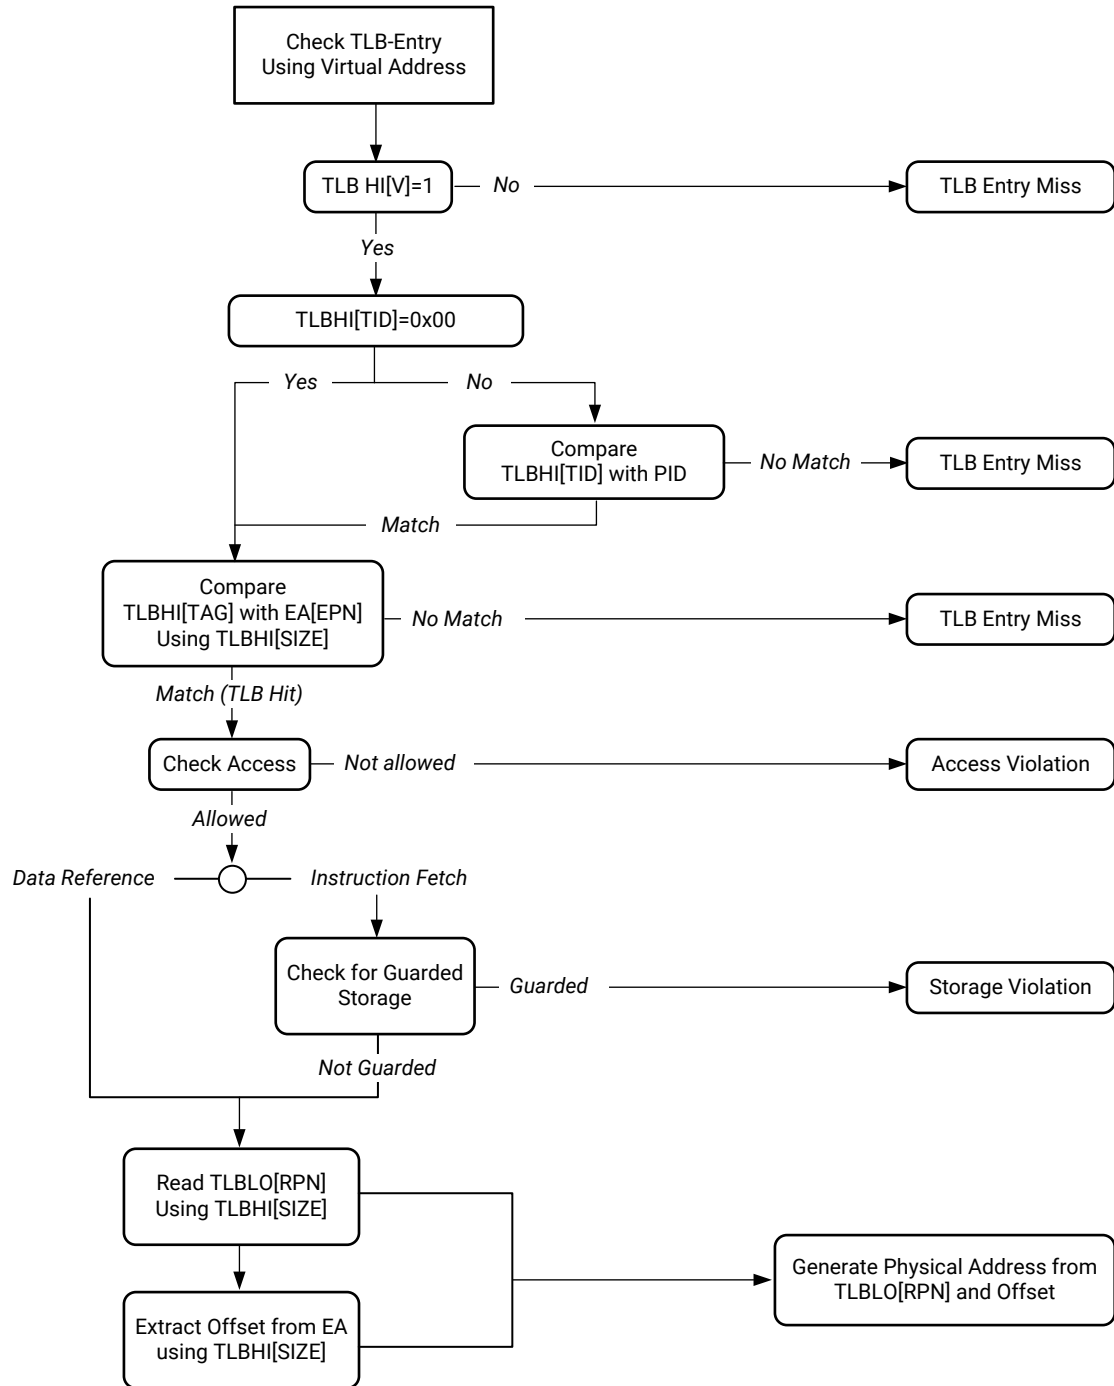 Check TLB-Entry
Using Virtual Address
TLB HI[V]=1
No
TLB Entry Miss
Yes
TLBHI[TID]=0x00
Yes
No
Compare
TLBHI[TID] with PID
No Match
TLB Entry Miss
Match
Compare
TLBHI[TAG] with EA[EPN]
Using TLBHI[SIZE]
No Match
TLB Entry Miss
Match (TLB Hit)
Check Access
Not allowed
Access Violation
Allowed
Data Reference
Instruction Fetch
Check for Guarded
Storage
Guarded
Storage Violation
Not Guarded
Read TLBLO[RPN]
Using TLBHI[SIZE]
Generate Physical Address from
TLBLO[RPN] and Offset
Extract Offset from EA
using TLBHI[SIZE]